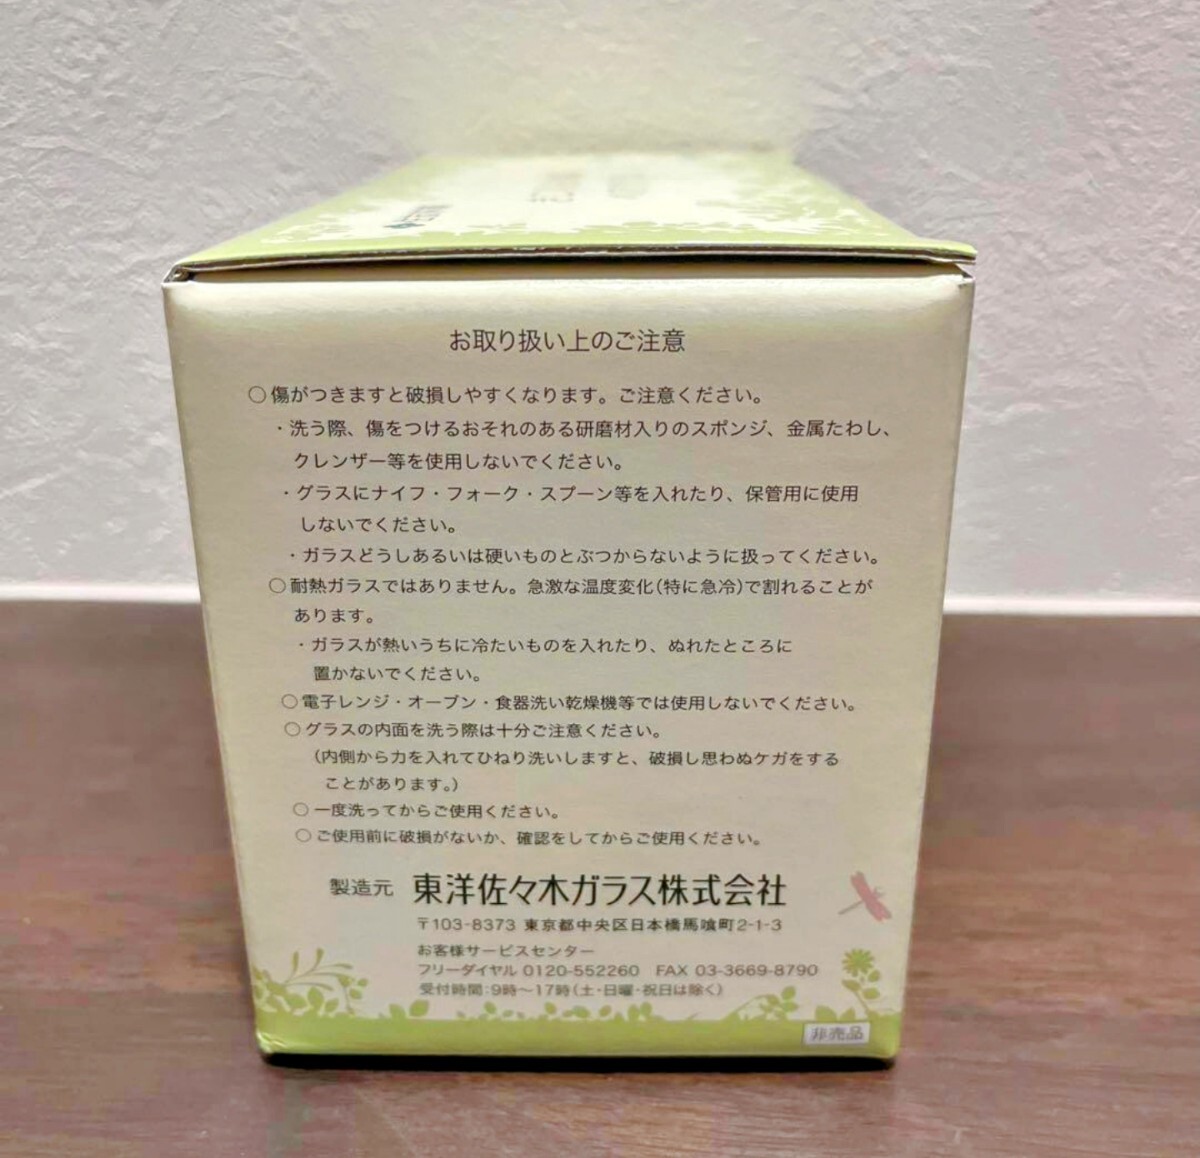 お取り扱い上のご注意
○傷がつきますと破損しやすくなります。ご注意ください。
・洗う際、傷をつけるおそれのある研磨材入りのスポンジ、金属たわし、
クレンザー等を使用しないでください。
・グラスにナイフ・フォーク・スプーン等を入れたり、保管用に使用
しないでください。
・ガラスどうしあるいは硬いものとぶつからないように扱ってください。
○耐熱ガラスではありません。急激な温度変化(特に急冷)で割れることが
あります。
・ガラスが熱いうちに冷たいものを入れたり、ぬれたところに
置かないでください。
○電子レンジ・オーブン・食器洗い乾燥機等では使用しないでください。
○グラスの内面を洗う際は十分ご注意ください。
(内側から力を入れてひねり洗いしますと、破損し思わぬケガをする
ことがあります。)
○一度洗ってからご使用ください。
○ご使用前に破損がないか、確認をしてからご使用ください。
製造元 東洋佐々木ガラス株式会社
〒103-8373 東京都中央区日本橋馬喰町2-1-3
お客様サービスセンター
フリーダイヤル 0120-552260 FAX 03-3669-8790
受付時間:9時〜17時(土・日曜・祝日は除く)
非売品